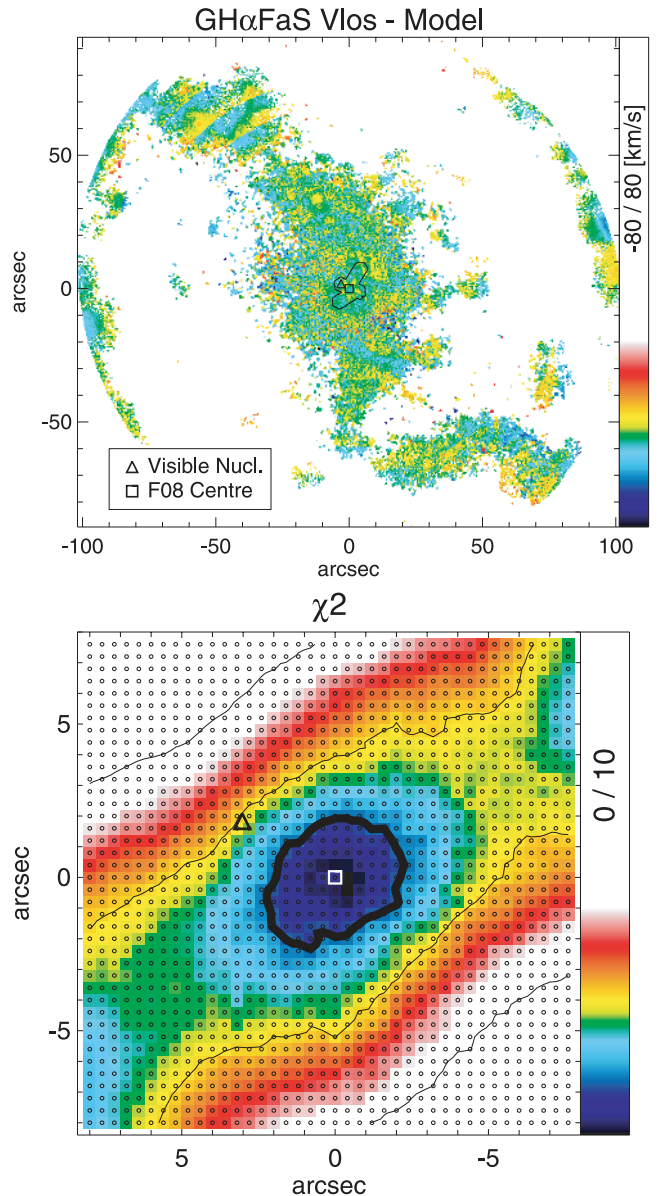 GHαFaS Vlos - Model
arcsec
50
0
-50
-80 / 80 [km/s]
△ Visible Nucl.
□ F08 Centre
-100 -50 0 50 100
arcsec
χ2
arcsec
5
0
-5
0 / 10
5 0 -5
arcsec